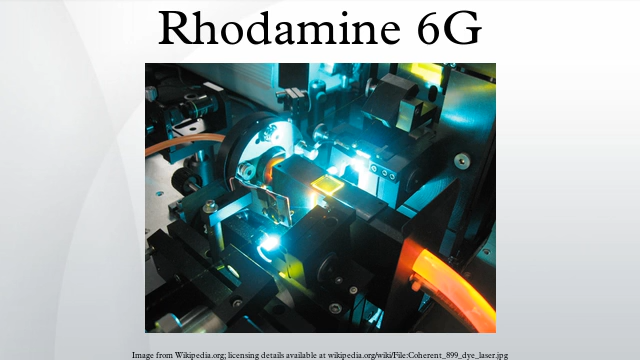 Rhodamine 6G
Image from Wikipedia.org; licensing details available at wikipedia.org/wiki/File:Coherent_899_dye_laser.jpg